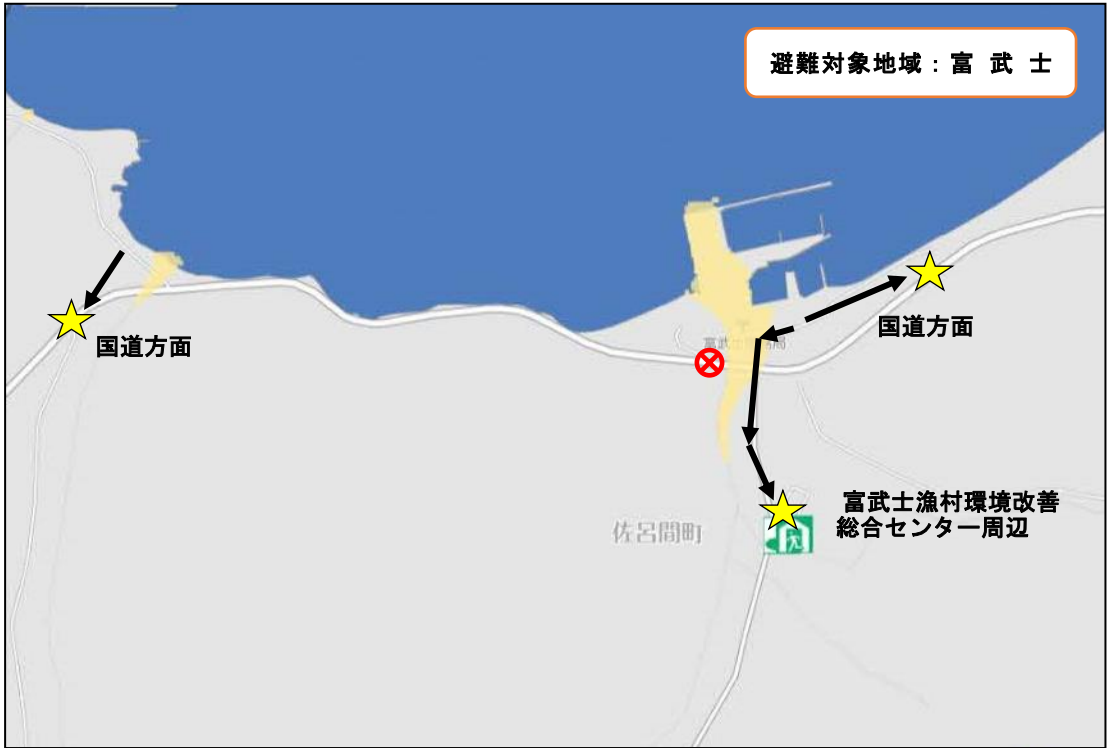 避難対象地域：富 武 士
国道方面
国道方面
富武士漁村環境改善
総合センター周辺
佐呂間町